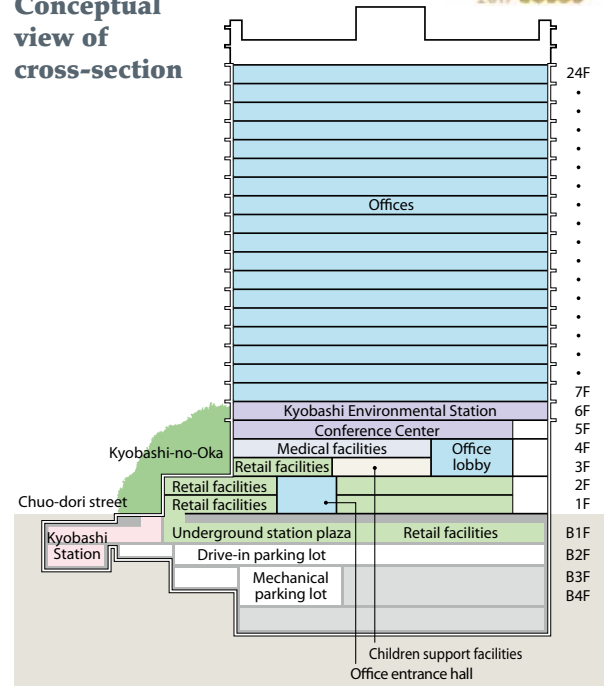 Conceptual
view of
cross-section
24F
Offices
7F
Kyobashi Environmental Station
6F
Conference Center
5F
Kyobashi-no-Oka
Medical facilities
Office
lobby
4F
Retail facilities
3F
Retail facilities
2F
Chuo-dori street
Retail facilities
1F
Kyobashi
Station
Underground station plaza
Retail facilities
B1F
Drive-in parking lot
B2F
Mechanical
parking lot
B3F
B4F
Children support facilities
Office entrance hall